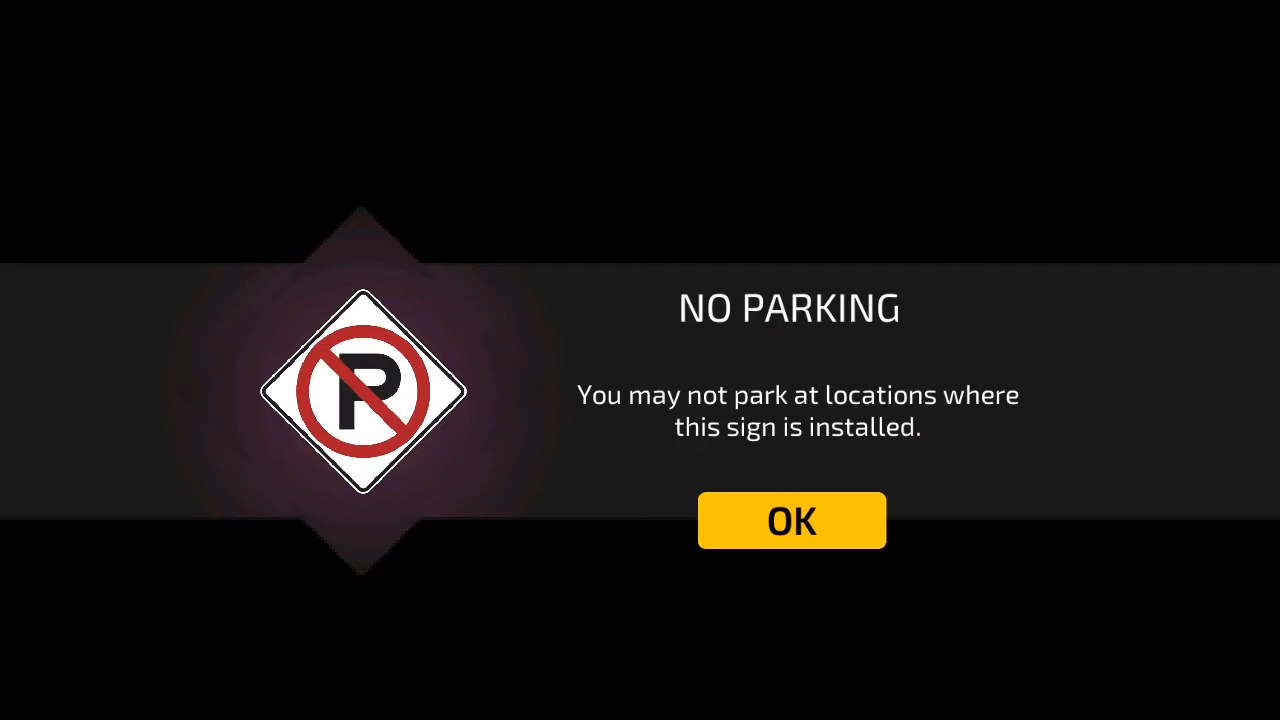 P
NO PARKING
You may not park at locations where
this sign is installed.
OK